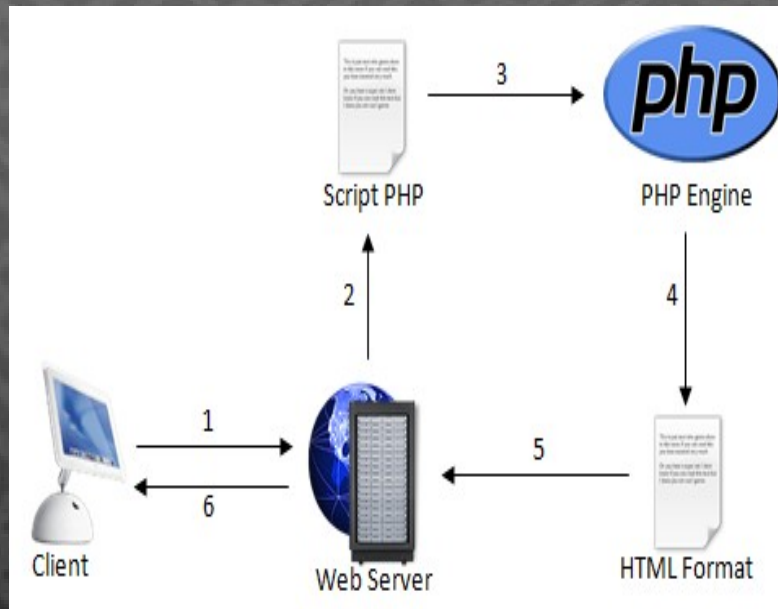 3
php
Script PHP
PHP Engine
2
4
1
5
6
Client
Web Server
HTML Format